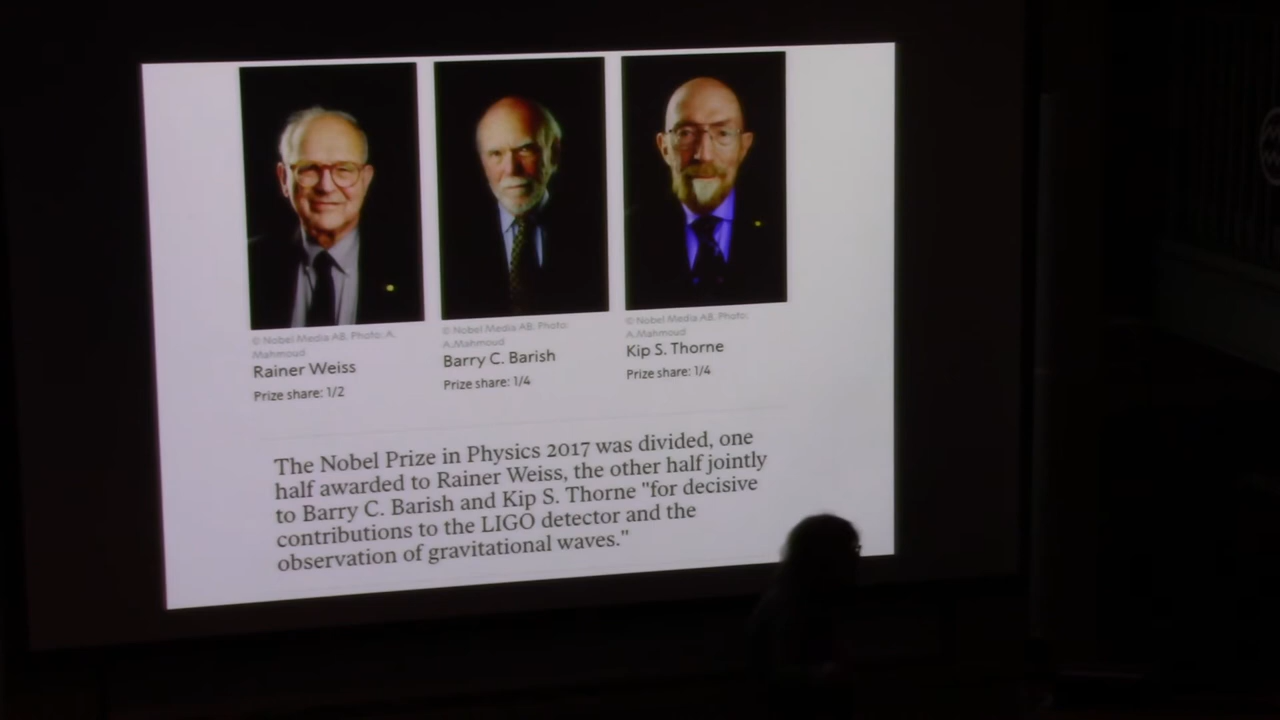 © Nobel Media AB. Photo: A.
Mahmoud
Rainer Weiss
Prize share: 1/2
© Nobel Media AB. Photo:
A.Mahmoud
Barry C. Barish
Prize share: 1/4
© Nobel Media AB. Photo:
A.Mahmoud
Kip S. Thorne
Prize share: 1/4
The Nobel Prize in Physics 2017 was divided, one
half awarded to Rainer Weiss, the other half jointly
to Barry C. Barish and Kip S. Thorne "for decisive
contributions to the LIGO detector and the
observation of gravitational waves."